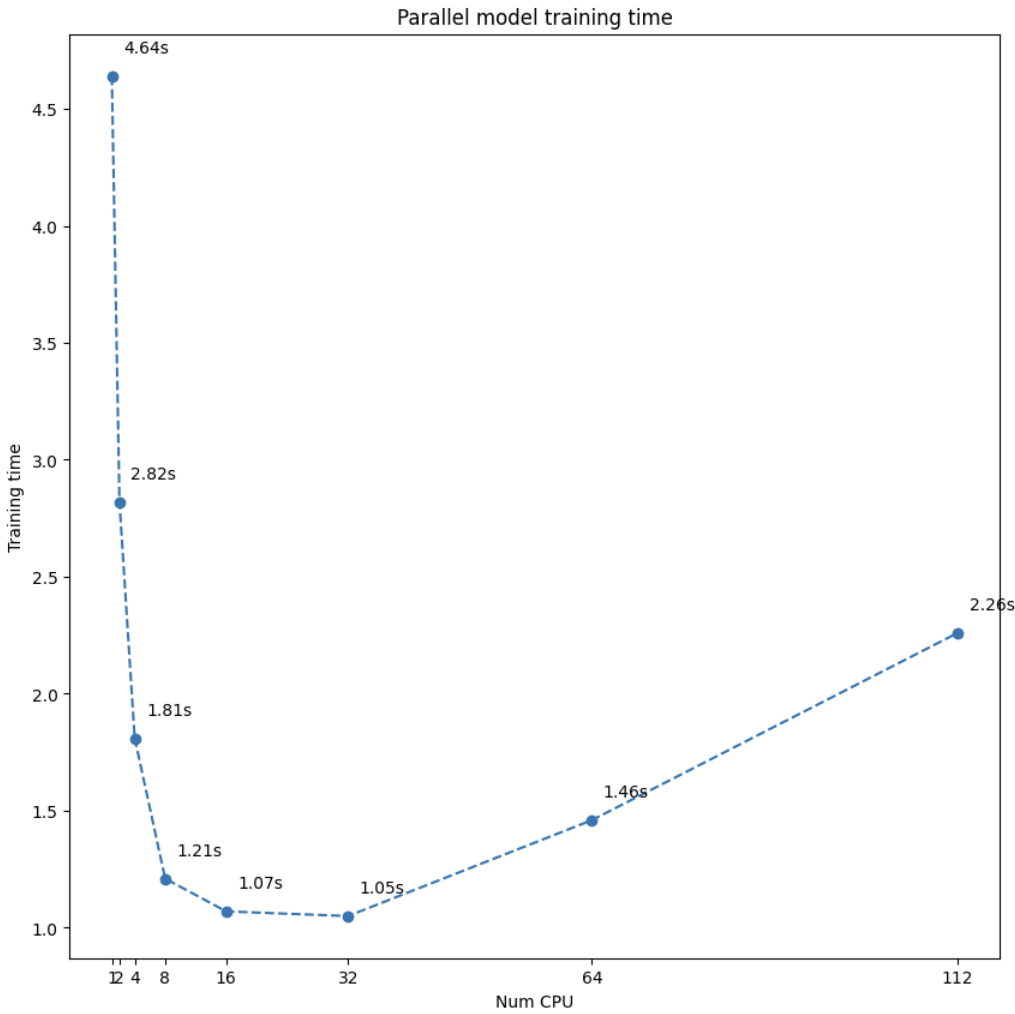 Parallel model training time
4.64s
4.5
4.0
3.5
3.0
2.82s
Training time
2.5
2.26s
2.0
1.81s
1.5
1.46s
1.21s
1.07s
1.05s
1.0
1 2 4 8 16 32 64 112
Num CPU